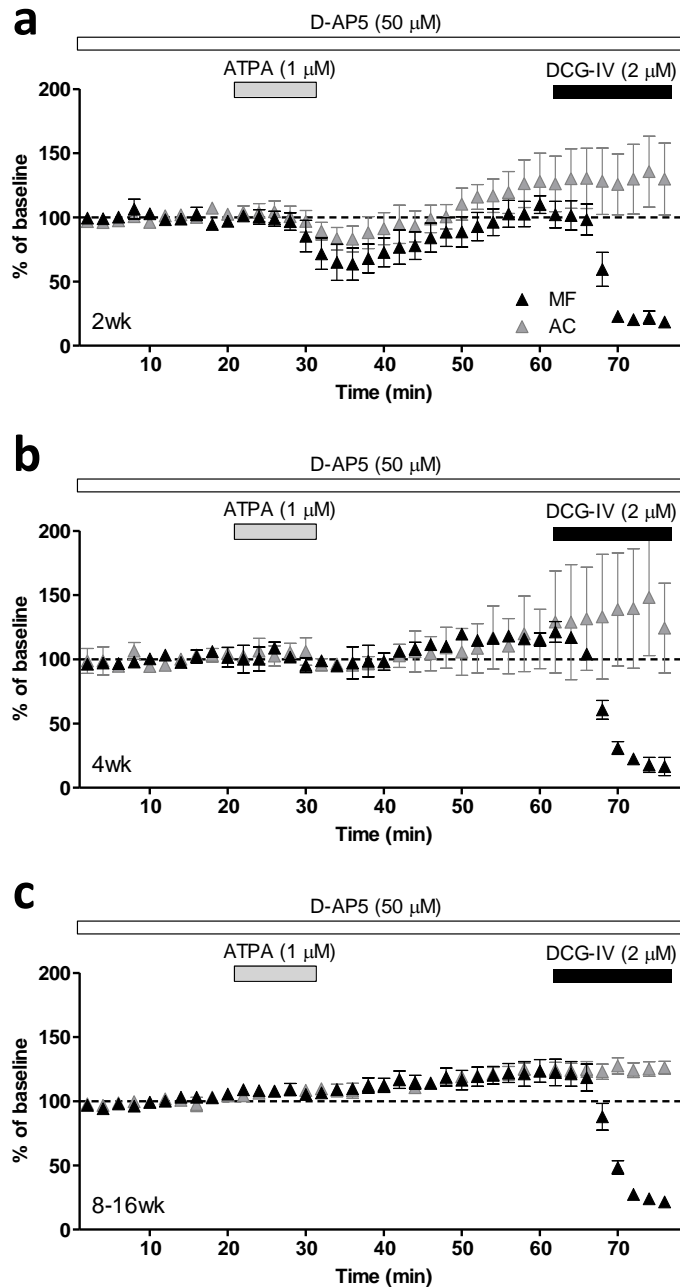 a
D-AP5 (50 μM)
ATPA (1 μM)
DCG-IV (2 μM)
200
150
100
50
0
% of baseline
2wk
MF
AC
10 20 30 40 50 60 70
Time (min)
b
D-AP5 (50 μM)
ATPA (1 μM)
DCG-IV (2 μM)
200
150
100
50
0
% of baseline
4wk
10 20 30 40 50 60 70
Time (min)
c
D-AP5 (50 μM)
ATPA (1 μM)
DCG-IV (2 μM)
200
150
100
50
0
% of baseline
8-16wk
10 20 30 40 50 60 70
Time (min)